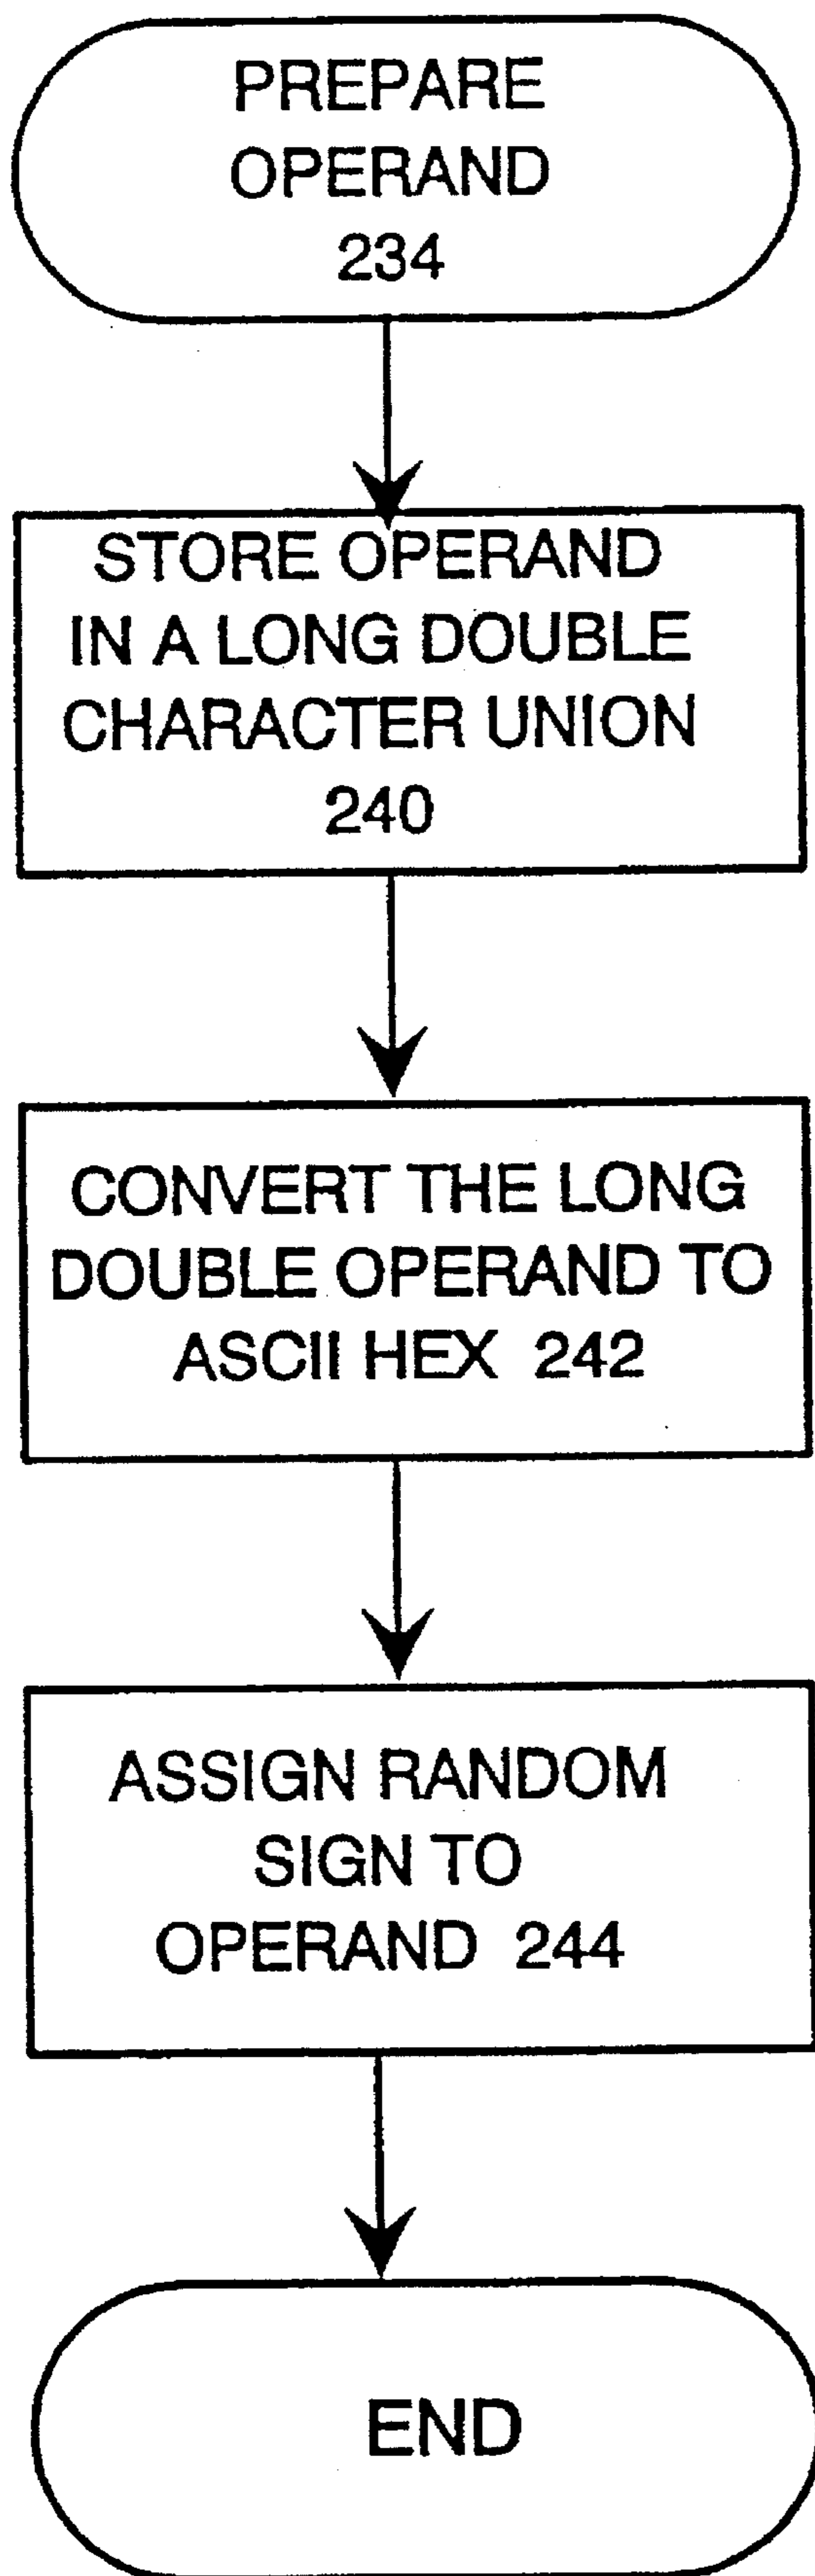 PREPARE
OPERAND
234
STORE OPERAND
IN A LONG DOUBLE
CHARACTER UNION
240
CONVERT THE LONG
DOUBLE OPERAND TO
ASCII HEX 242
ASSIGN RANDOM
SIGN TO
OPERAND 244
END